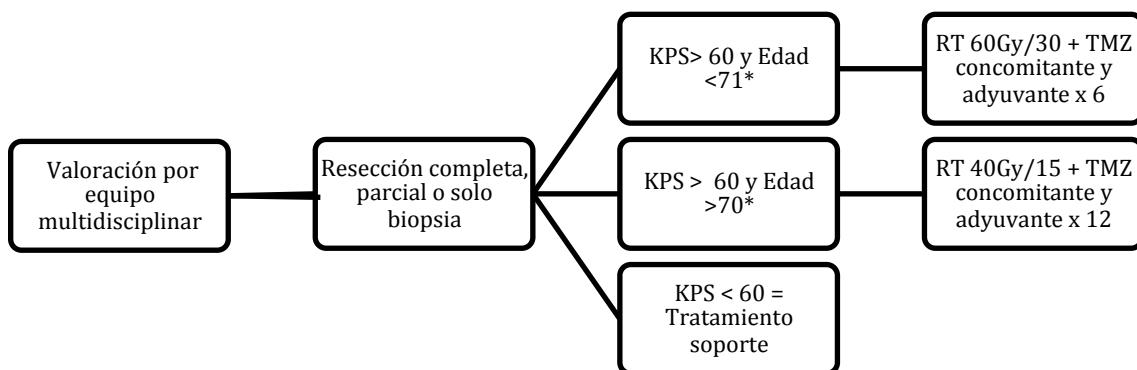 Valoración por
equipo
multidisciplinar
Resección completa,
parcial o solo
biopsia
KPS> 60 y Edad
<71*
RT 60Gy/30 + TMZ
concomitante y
adyuvante x 6
KPS > 60 y Edad
>70*
RT 40Gy/15 + TMZ
concomitante y
adyuvante x 12
KPS < 60 =
Tratamiento
soporte